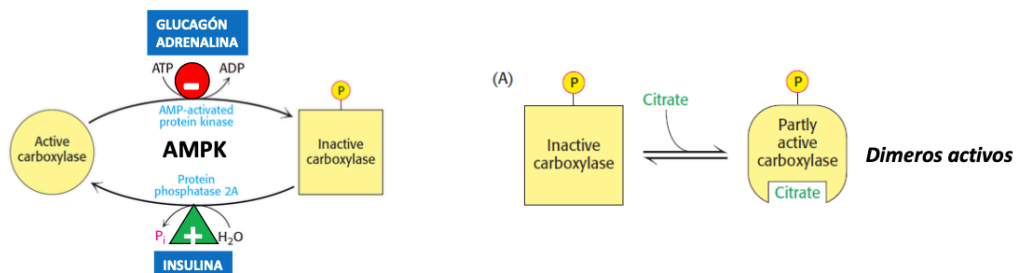 GLUCAGÓN
ADRENALINA
ATP
ADP
-
AMP-activated
protein kinase
P
Active
carboxylase
AMPK
Inactive
carboxylase
Protein
phosphatase 2A
Pi
+
H₂O
INSULINA
(A)
P
Inactive
carboxylase
Citrate
P
Partly
active
carboxylase
Citrate
Dimeros activos